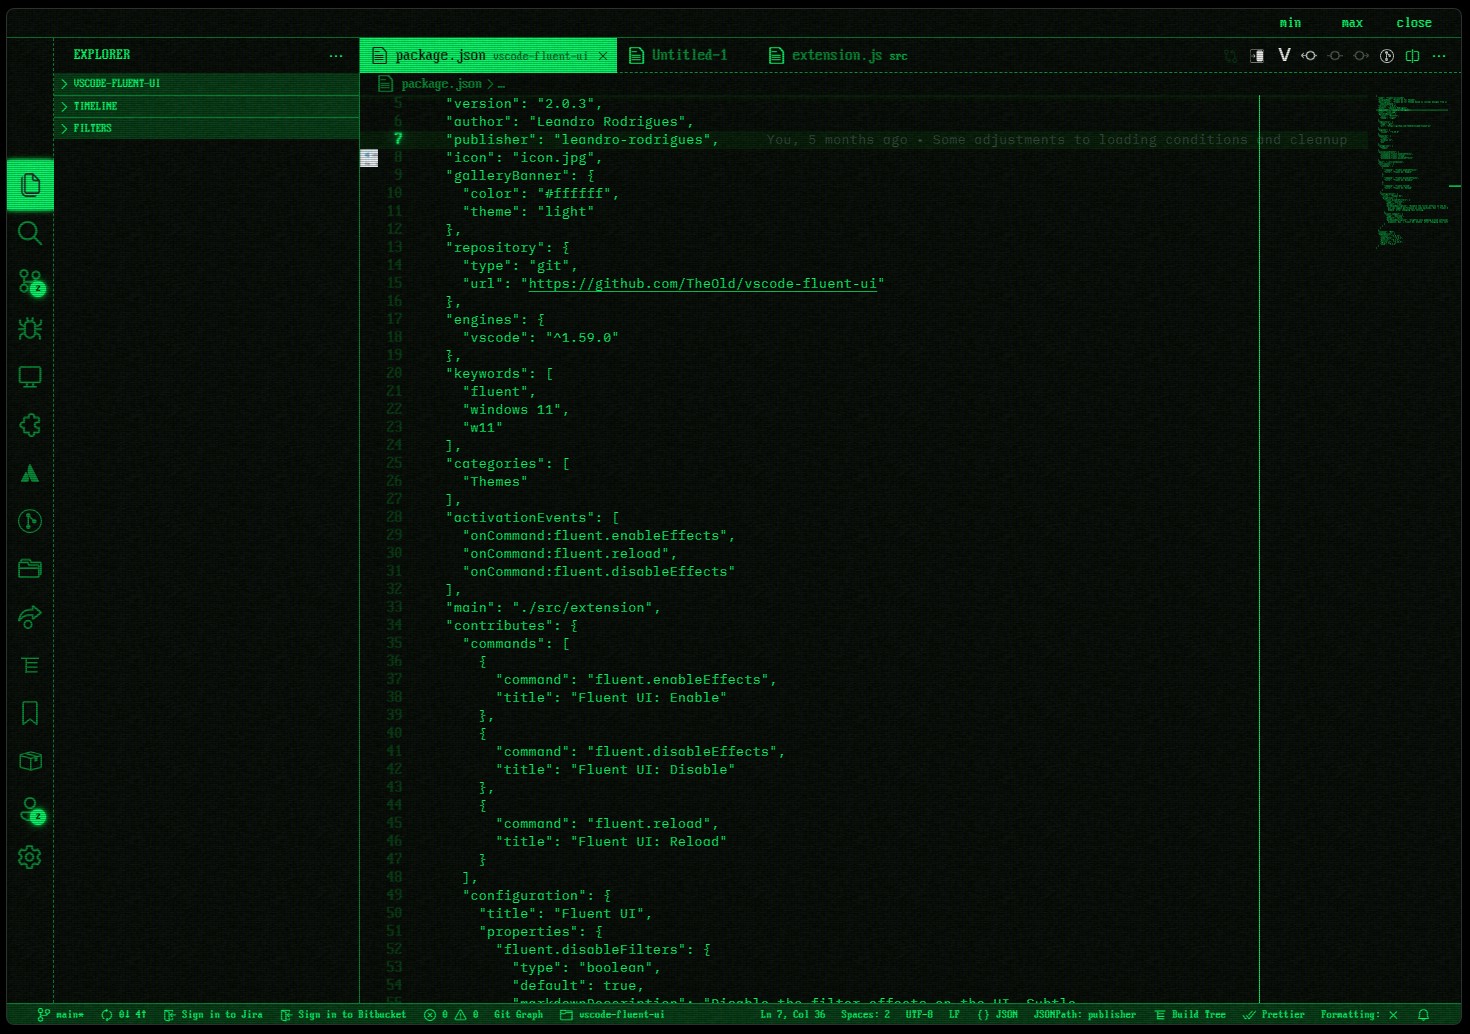 min max close
EXPLORER ...
package.json vscode-fluent-ui × Untitled-1 extension.js src
VSCODE-FLUENT-UI
TIMELINE
FILTERS
package.json > …
5 "version": "2.0.3",
6 "author": "Leandro Rodrigues",
7 "publisher": "leandro-rodrigues", You, 5 months ago • Some adjustments to loading conditions and cleanup
8 "icon": "icon.jpg",
9 "galleryBanner": {
10 "color": "#ffffff",
11 "theme": "light"
12 },
13 "repository": {
14 "type": "git",
15 "url": "https://github.com/TheOld/vscode-fluent-ui"
16 },
17 "engines": {
18 "vscode": "^1.59.0"
19 },
20 "keywords": [
21 "fluent",
22 "windows 11",
23 "w11"
24 ],
25 "categories": [
26 "Themes"
27 ],
28 "activationEvents": [
29 "onCommand:fluent.enableEffects",
30 "onCommand:fluent.reload",
31 "onCommand:fluent.disableEffects"
32 ],
33 "main": "./src/extension",
34 "contributes": {
35 "commands": [
36 {
37 "command": "fluent.enableEffects",
38 "title": "Fluent UI: Enable"
39 },
40 {
41 "command": "fluent.disableEffects",
42 "title": "Fluent UI: Disable"
43 },
44 {
45 "command": "fluent.reload",
46 "title": "Fluent UI: Reload"
47 }
48 ],
49 "configuration": {
50 "title": "Fluent UI",
51 "properties": {
52 "fluent.disableFilters": {
53 "type": "boolean",
54 "default": true,
55 "markdownDescription": "Disable the filter effects on the UI. Subtle
main* 0↓ 4↑ Sign in to Jira Sign in to Bitbucket 0 0 Git Graph vscode-fluent-ui Ln 7, Col 36 Spaces: 2 UTF-8 LF {} JSON JSONPath: publisher Build Tree Prettier Formatting: ×